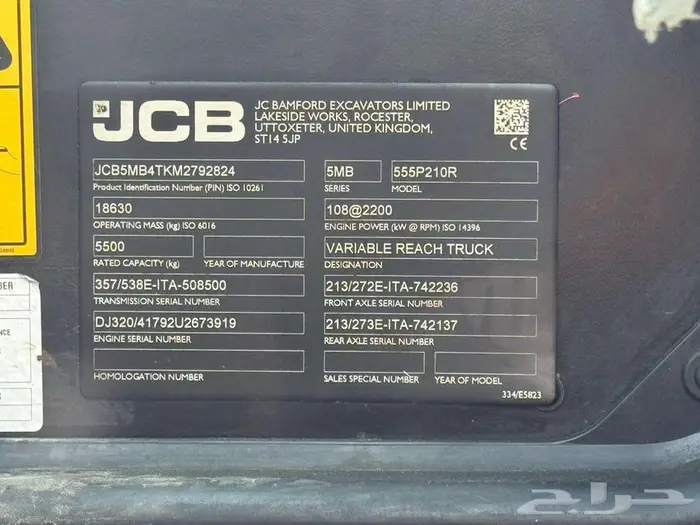 JCB
JC BAMFORD EXCAVATORS LIMITED
LAKESIDE WORKS, ROCESTER,
UTTOXETER, UNITED KINGDOM,
ST14 5JP
CE
JCB5MB4TKM2792824
Product Identification Number (PIN) ISO 10261
5MB
SERIES
555P210R
MODEL
18630
OPERATING MASS (kg) ISO 6016
108@2200
ENGINE POWER (kW @ RPM) ISO 14396
5500
RATED CAPACITY (kg)
YEAR OF MANUFACTURE
VARIABLE REACH TRUCK
DESIGNATION
357/538E-ITA-508500
TRANSMISSION SERIAL NUMBER
213/272E-ITA-742236
FRONT AXLE SERIAL NUMBER
DJ320/41792U2673919
ENGINE SERIAL NUMBER
213/273E-ITA-742137
REAR AXLE SERIAL NUMBER
HOMOLOGATION NUMBER
SALES SPECIAL NUMBER
YEAR OF MODEL
334/E5823
حراج